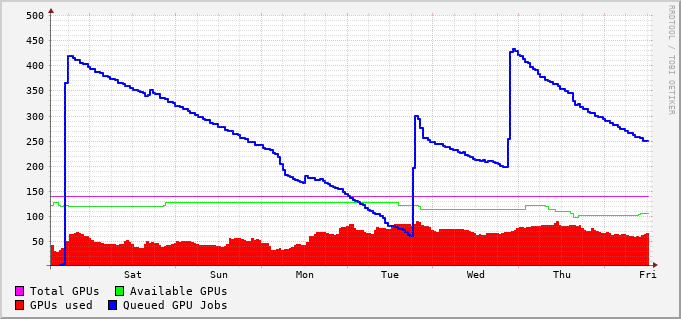 500
450
400
350
300
250
200
150
100
50
Sat Sun Mon Tue Wed Thu Fri
Total GPUs Available GPUs
GPUs used Queued GPU Jobs
RRDTOOL / TOBI OETIKER